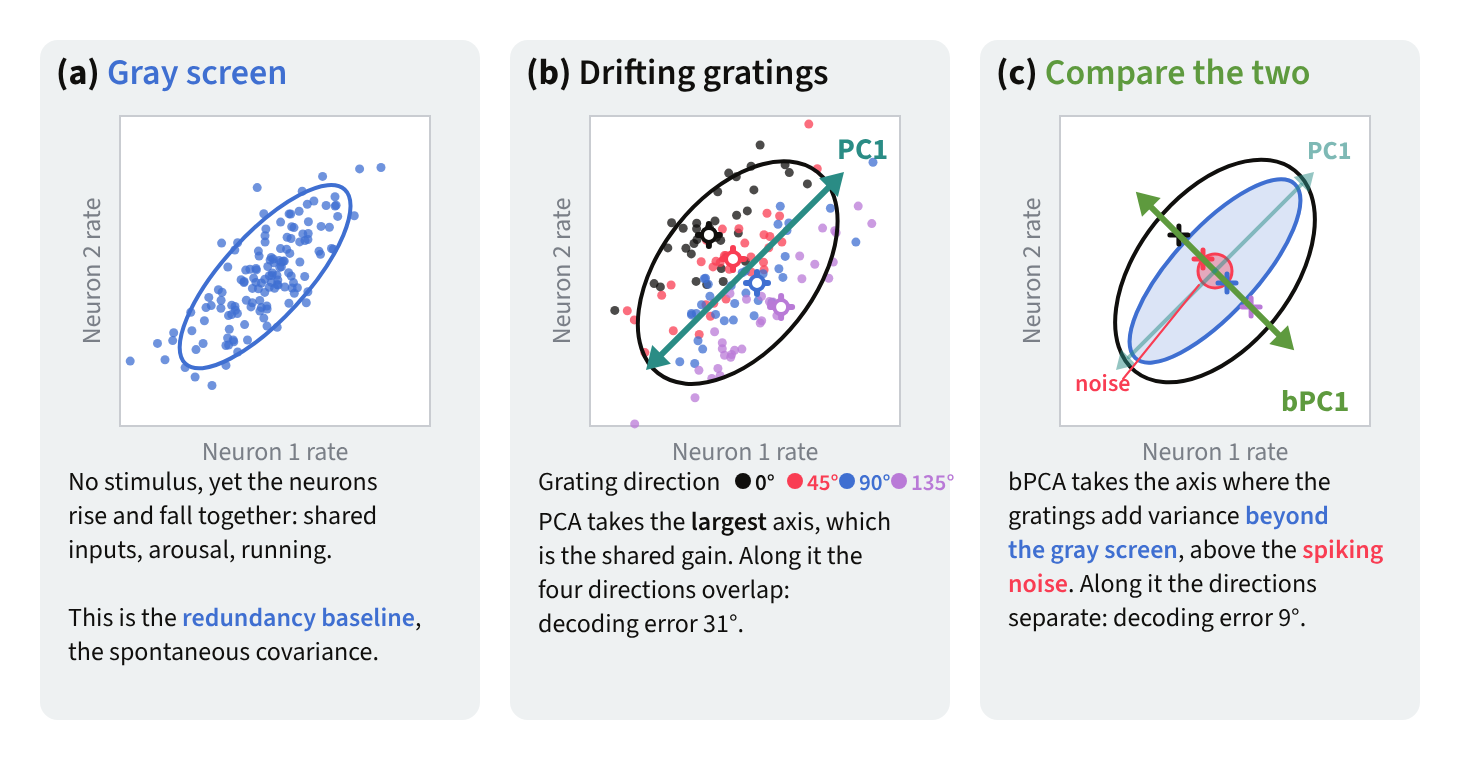 (a) Gray screen
Neuron 2 rate
Neuron 1 rate
No stimulus, yet the neurons
rise and fall together: shared
inputs, arousal, running.
This is the redundancy baseline,
the spontaneous covariance.
(b) Drifting gratings
PC1
Neuron 2 rate
Neuron 1 rate
Grating direction 0° 45° 90° 135°
PCA takes the largest axis, which
is the shared gain. Along it the
four directions overlap:
decoding error 31°.
(c) Compare the two
PC1
Neuron 2 rate
noise
bPC1
Neuron 1 rate
bPCA takes the axis where the
gratings add variance beyond
the gray screen, above the spiking
noise. Along it the directions
separate: decoding error 9°.